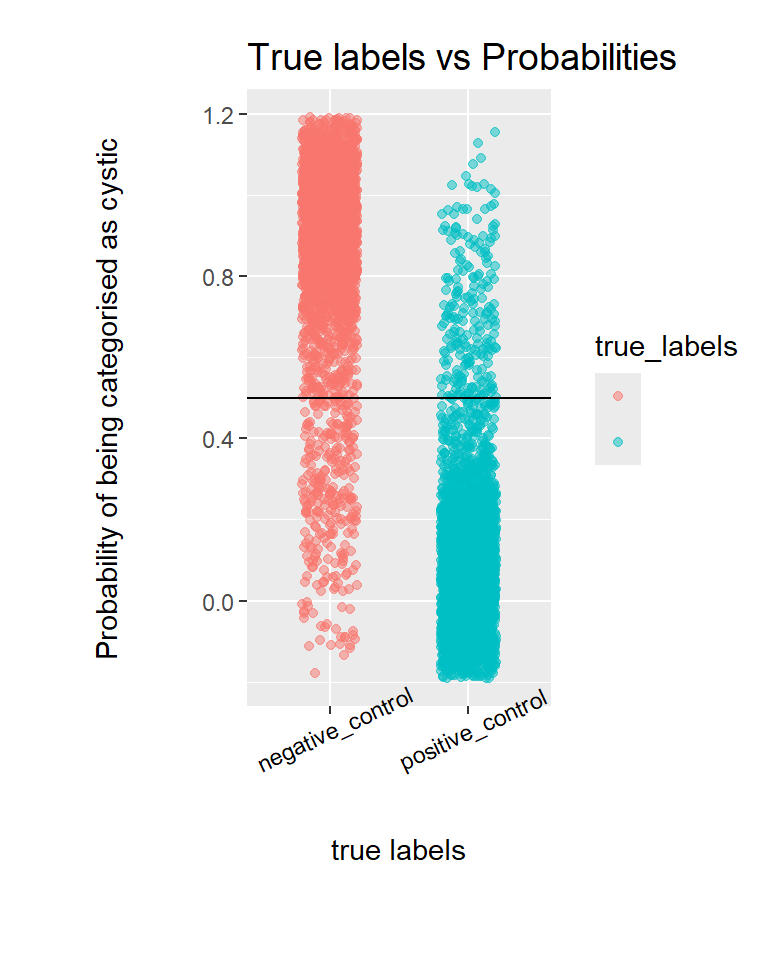 True labels vs Probabilities
Probability of being categorised as cystic
1.2
0.8
0.4
0.0
negative_control
positive_control
true labels
true_labels